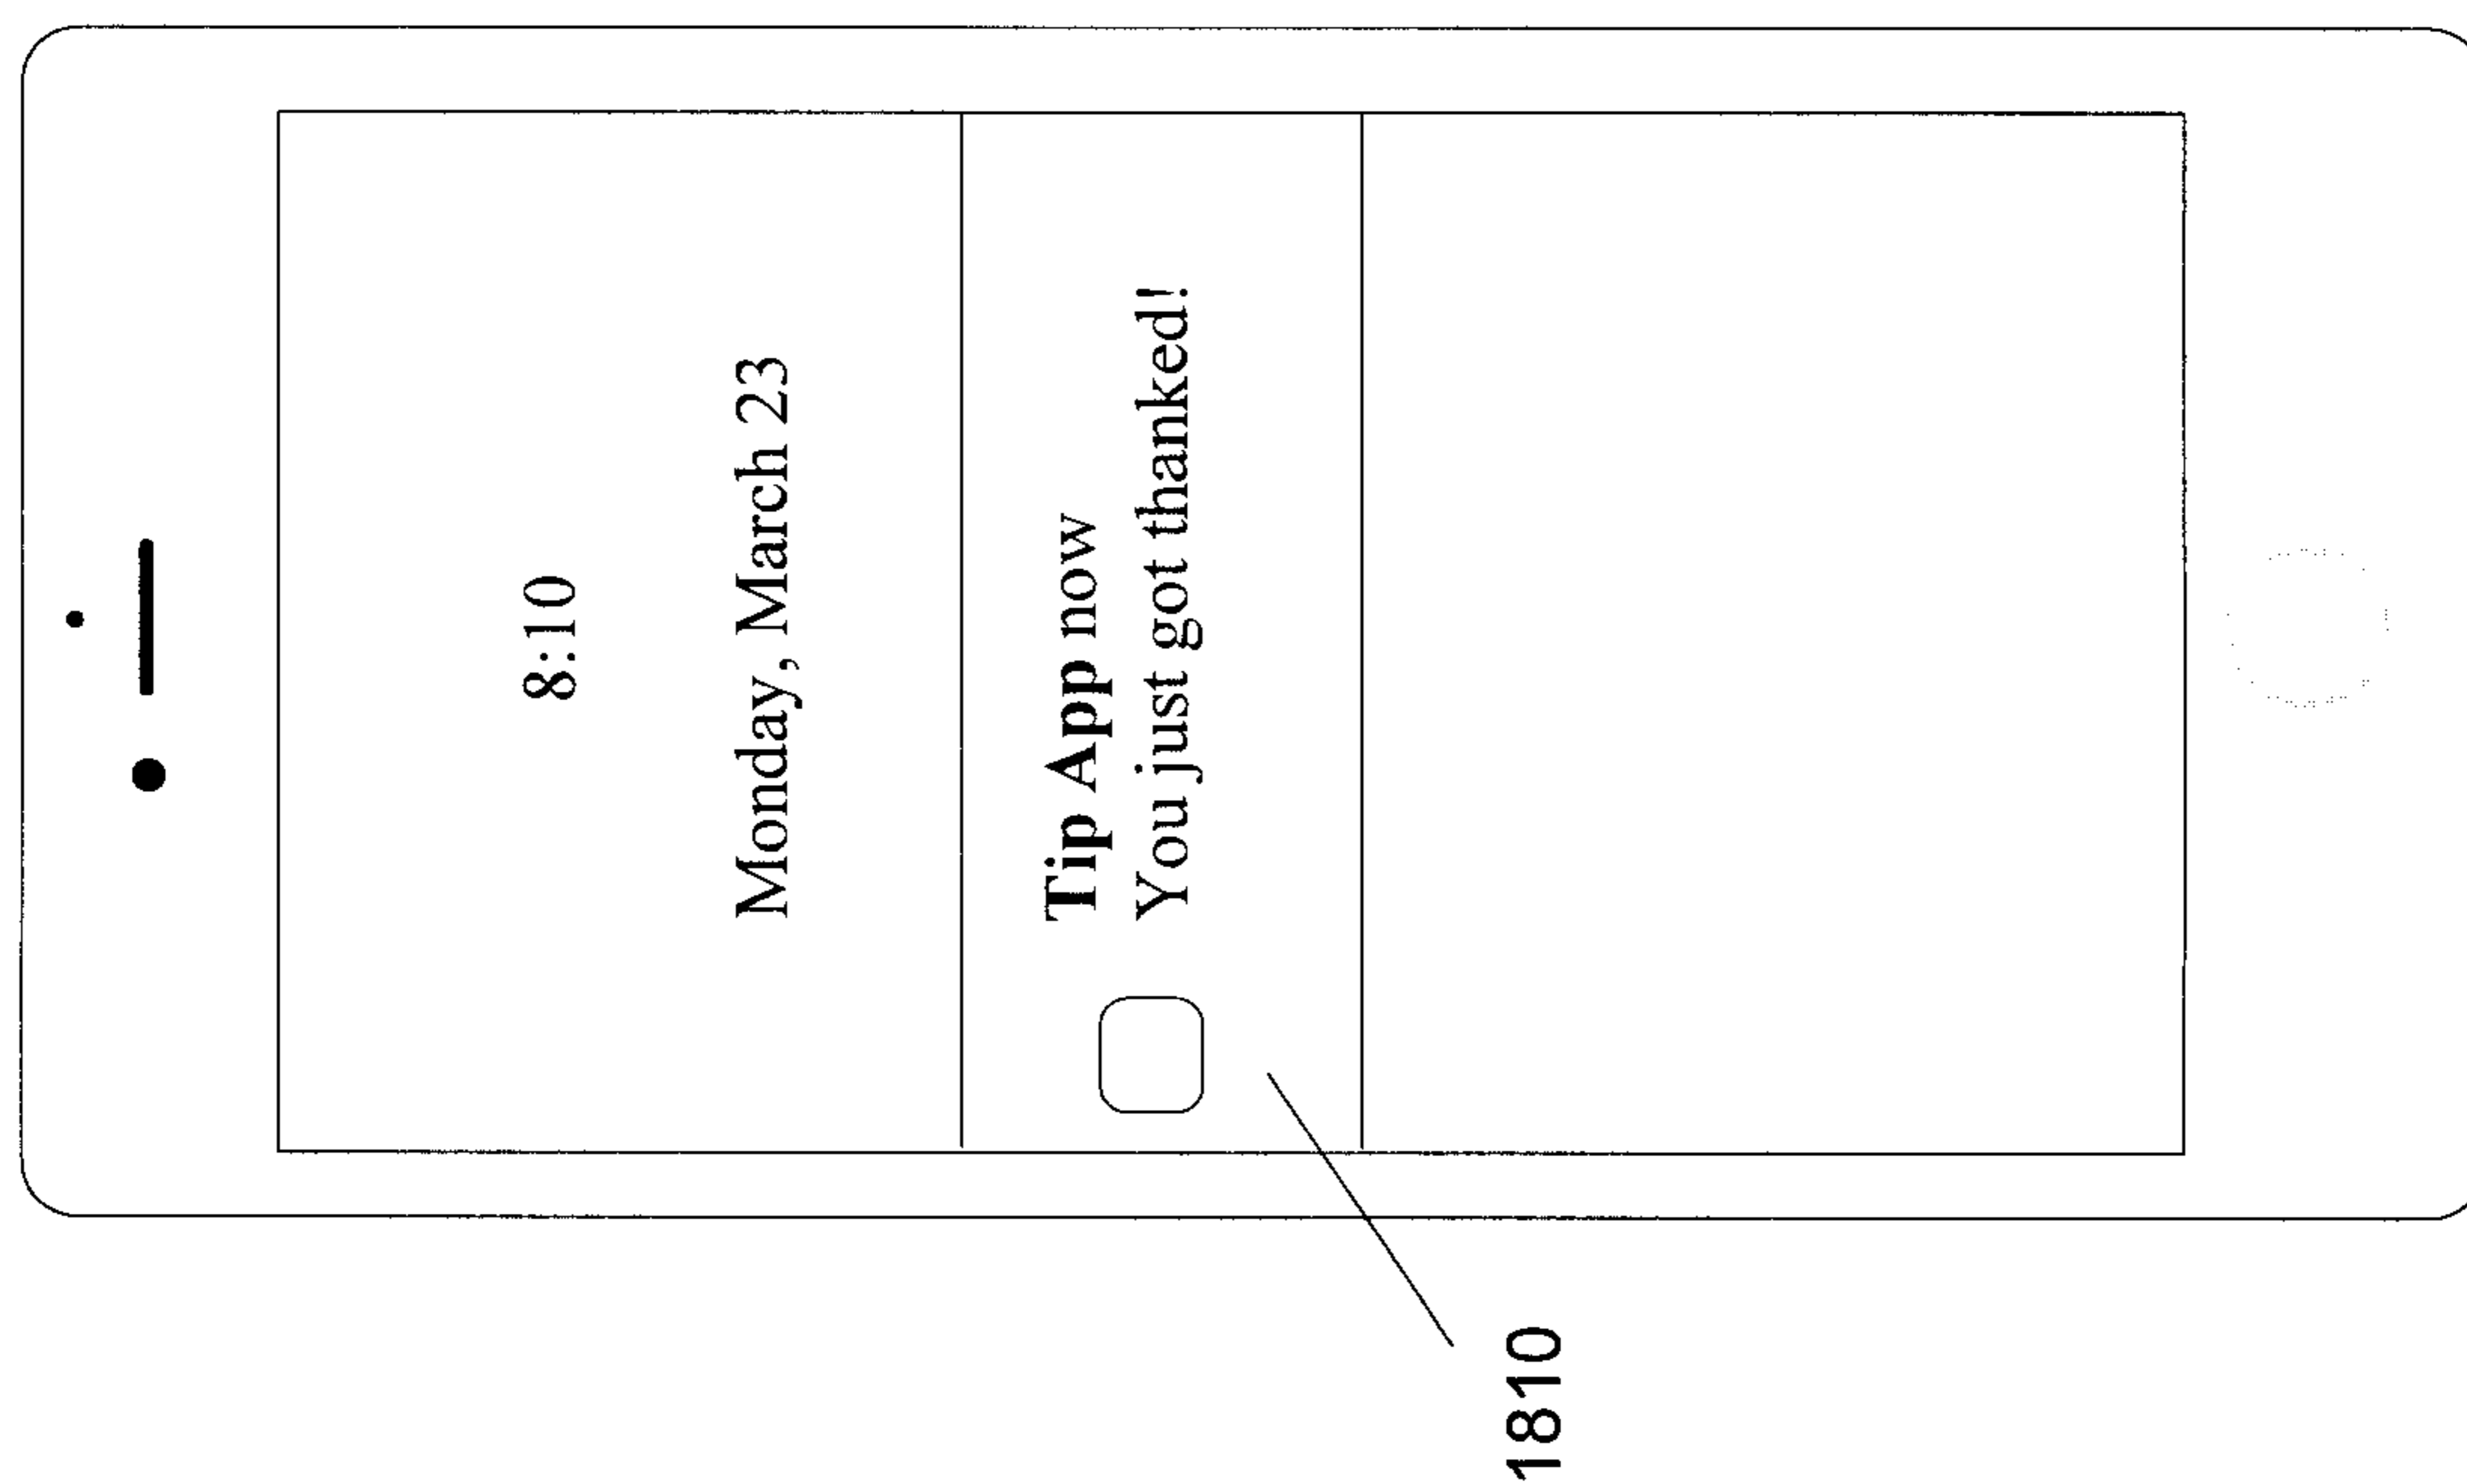 8:10
Monday, March 23
Tip App now
You just got thanked!
1810